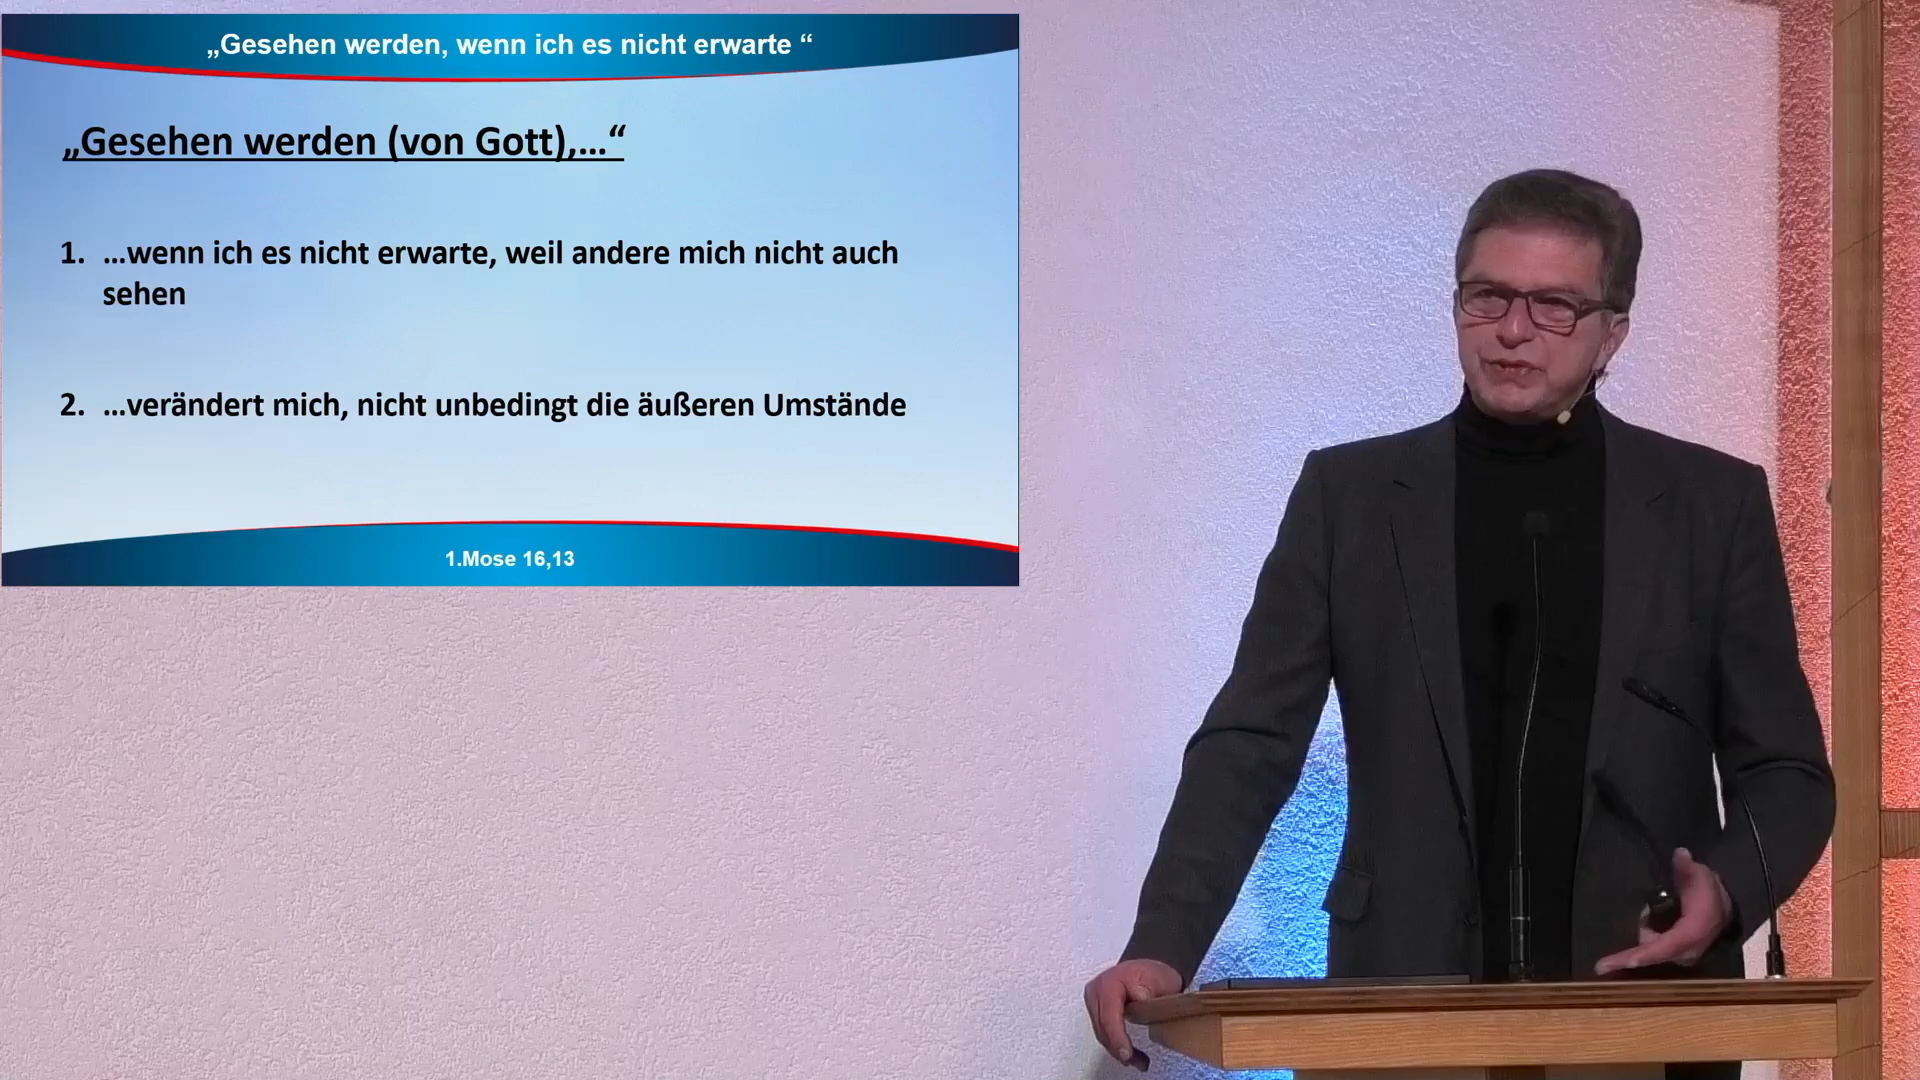 „Gesehen werden, wenn ich es nicht erwarte “
„Gesehen werden (von Gott),...“
1. ...wenn ich es nicht erwarte, weil andere mich nicht auch
sehen
2. ...verändert mich, nicht unbedingt die äußeren Umstände
1.Mose 16,13